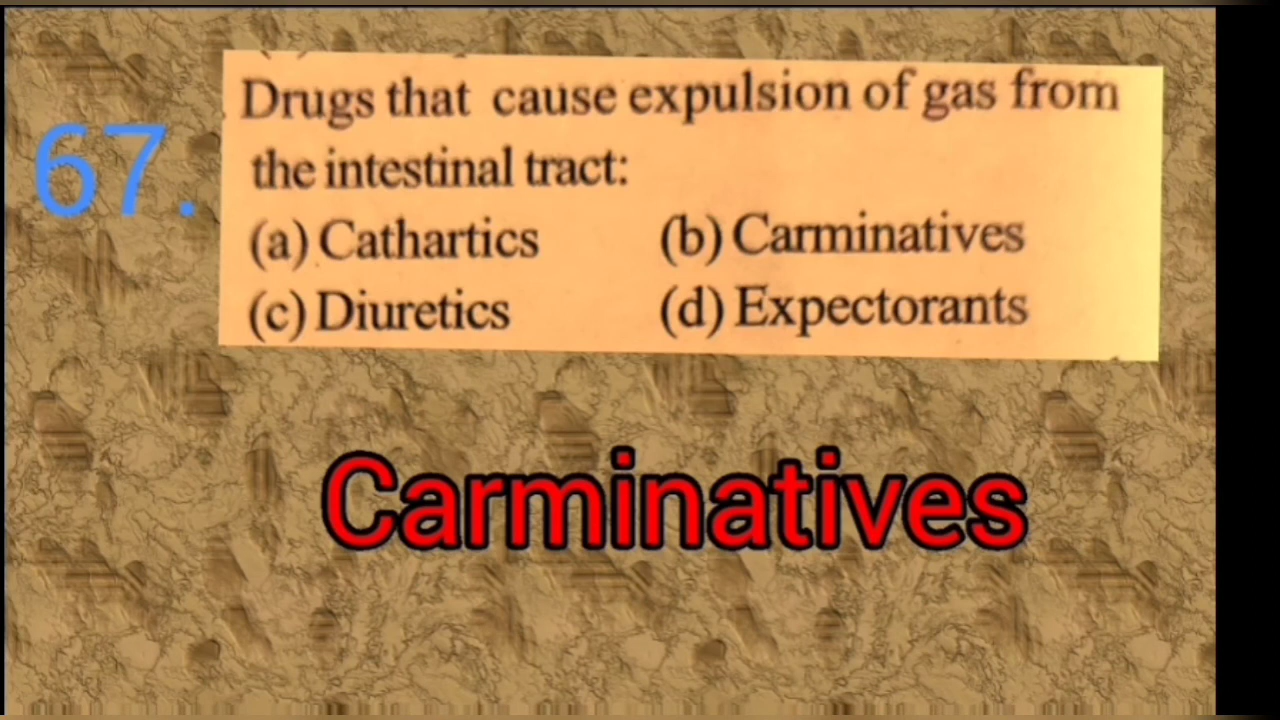 67.
Drugs that cause expulsion of gas from
the intestinal tract:
(a) Cathartics (b) Carminatives
(c) Diuretics (d) Expectorants
Carminatives